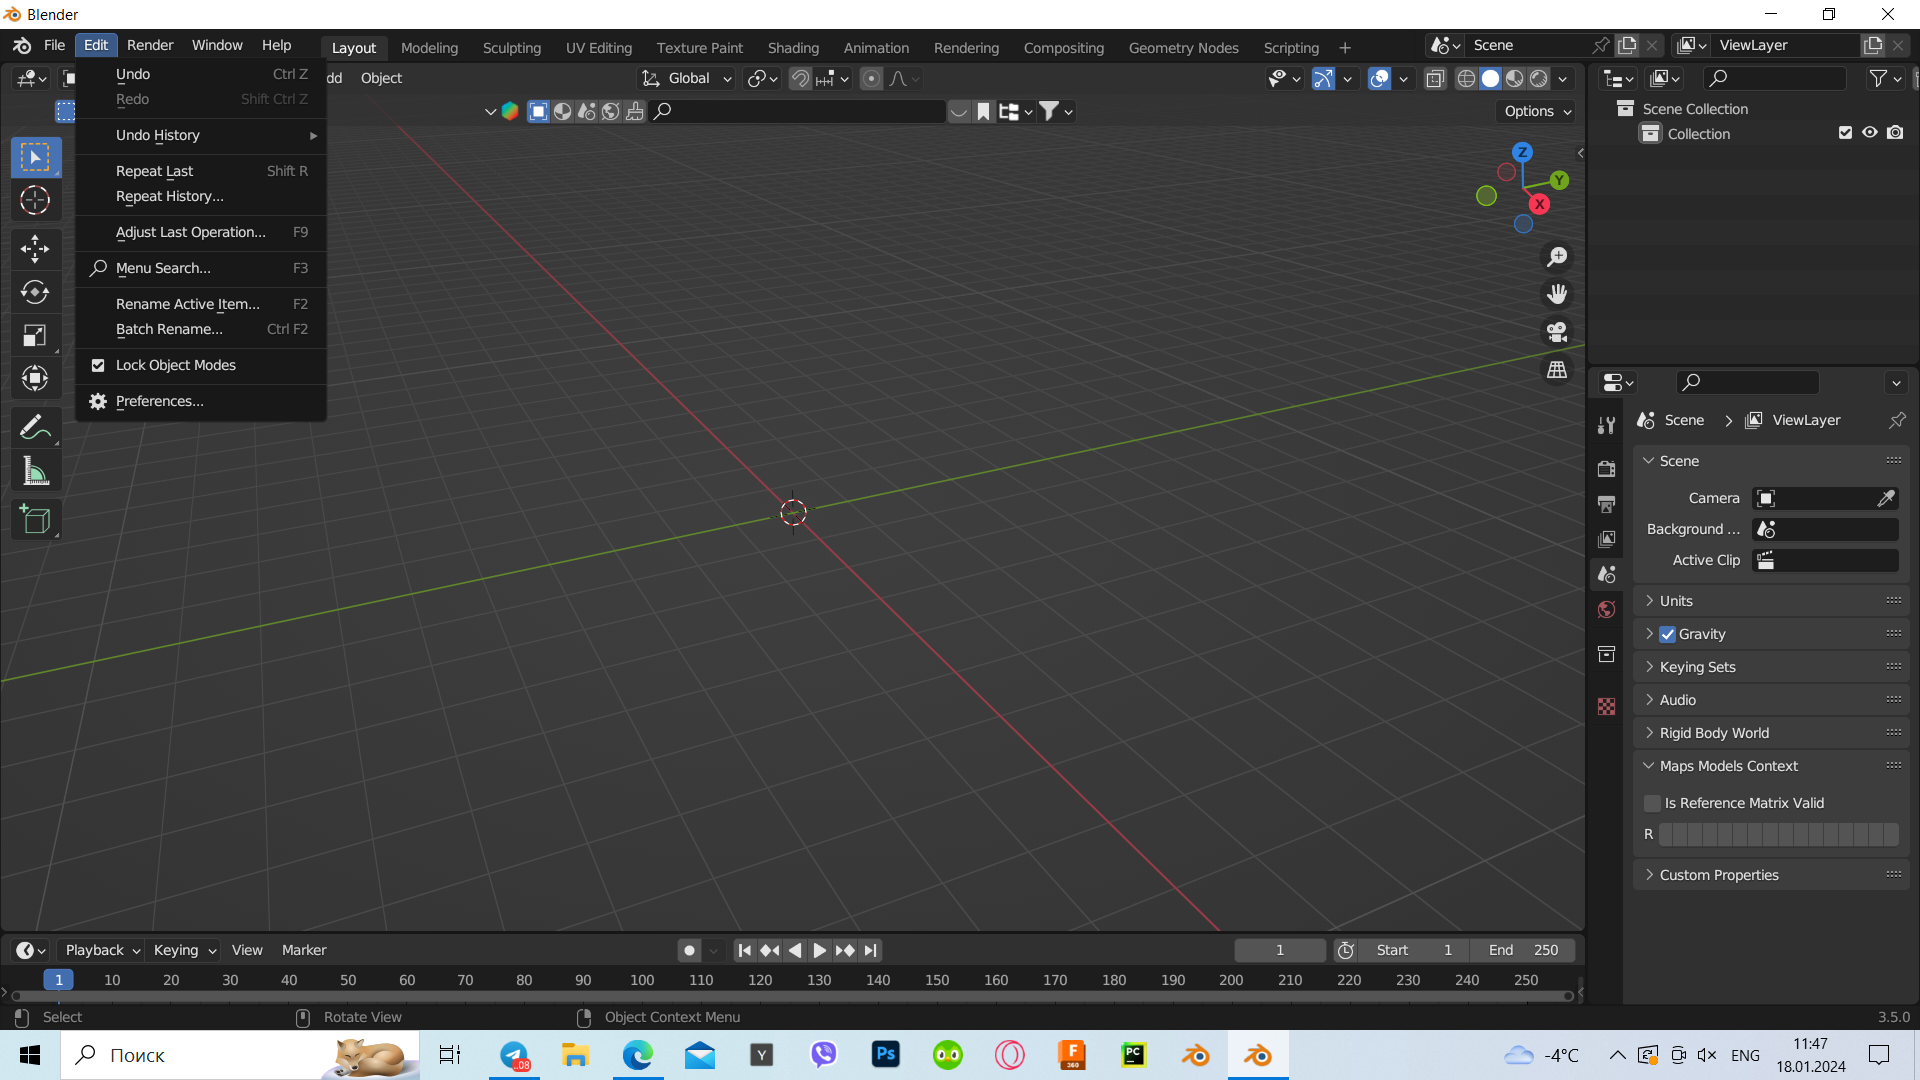 Blender
File Edit Render Window Help
Layout Modeling Sculpting UV Editing Texture Paint Shading Animation Rendering Compositing Geometry Nodes Scripting +
Scene
ViewLayer
dd Object
Global
Options
Undo Ctrl Z
Redo Shift Ctrl Z
Undo History
Repeat Last Shift R
Repeat History...
Adjust Last Operation... F9
Menu Search... F3
Rename Active Item... F2
Batch Rename... Ctrl F2
Lock Object Modes
Preferences...
Z
Y
X
Scene Collection
Collection
Scene ViewLayer
Scene
Camera
Background ...
Active Clip
Units
Gravity
Keying Sets
Audio
Rigid Body World
Maps Models Context
Is Reference Matrix Valid
R
Custom Properties
Playback Keying View Marker
1 Start 1 End 250
1 10 20 30 40 50 60 70 80 90 100 110 120 130 140 150 160 170 180 190 200 210 220 230 240 250
Select Rotate View Object Context Menu 3.5.0
Поиск
..08
Y
Ps
F
360
PC
-4°C
ENG
11:47
18.01.2024